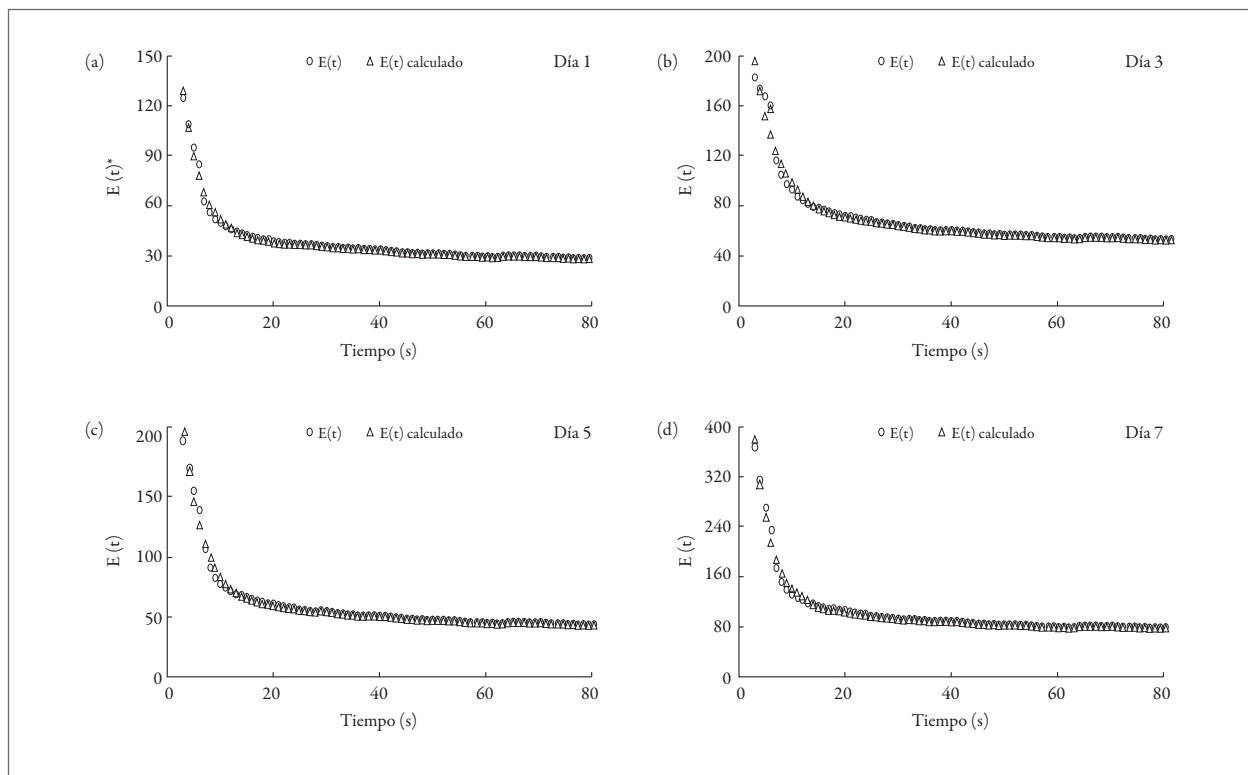 (a)
150
120
90
60
30
0
E (t)*
o E(t) Δ E(t) calculado
Día 1
0 20 40 60 80
Tiempo (s)
(b)
200
160
120
80
40
0
E (t)
o E(t) Δ E(t) calculado
Día 3
0 20 40 60 80
Tiempo (s)
(c)
200
150
100
50
0
E (t)
o E(t) Δ E(t) calculado
Día 5
0 20 40 60 80
Tiempo (s)
(d)
400
320
240
160
80
0
E (t)
o E(t) Δ E(t) calculado
Día 7
0 20 40 60 80
Tiempo (s)